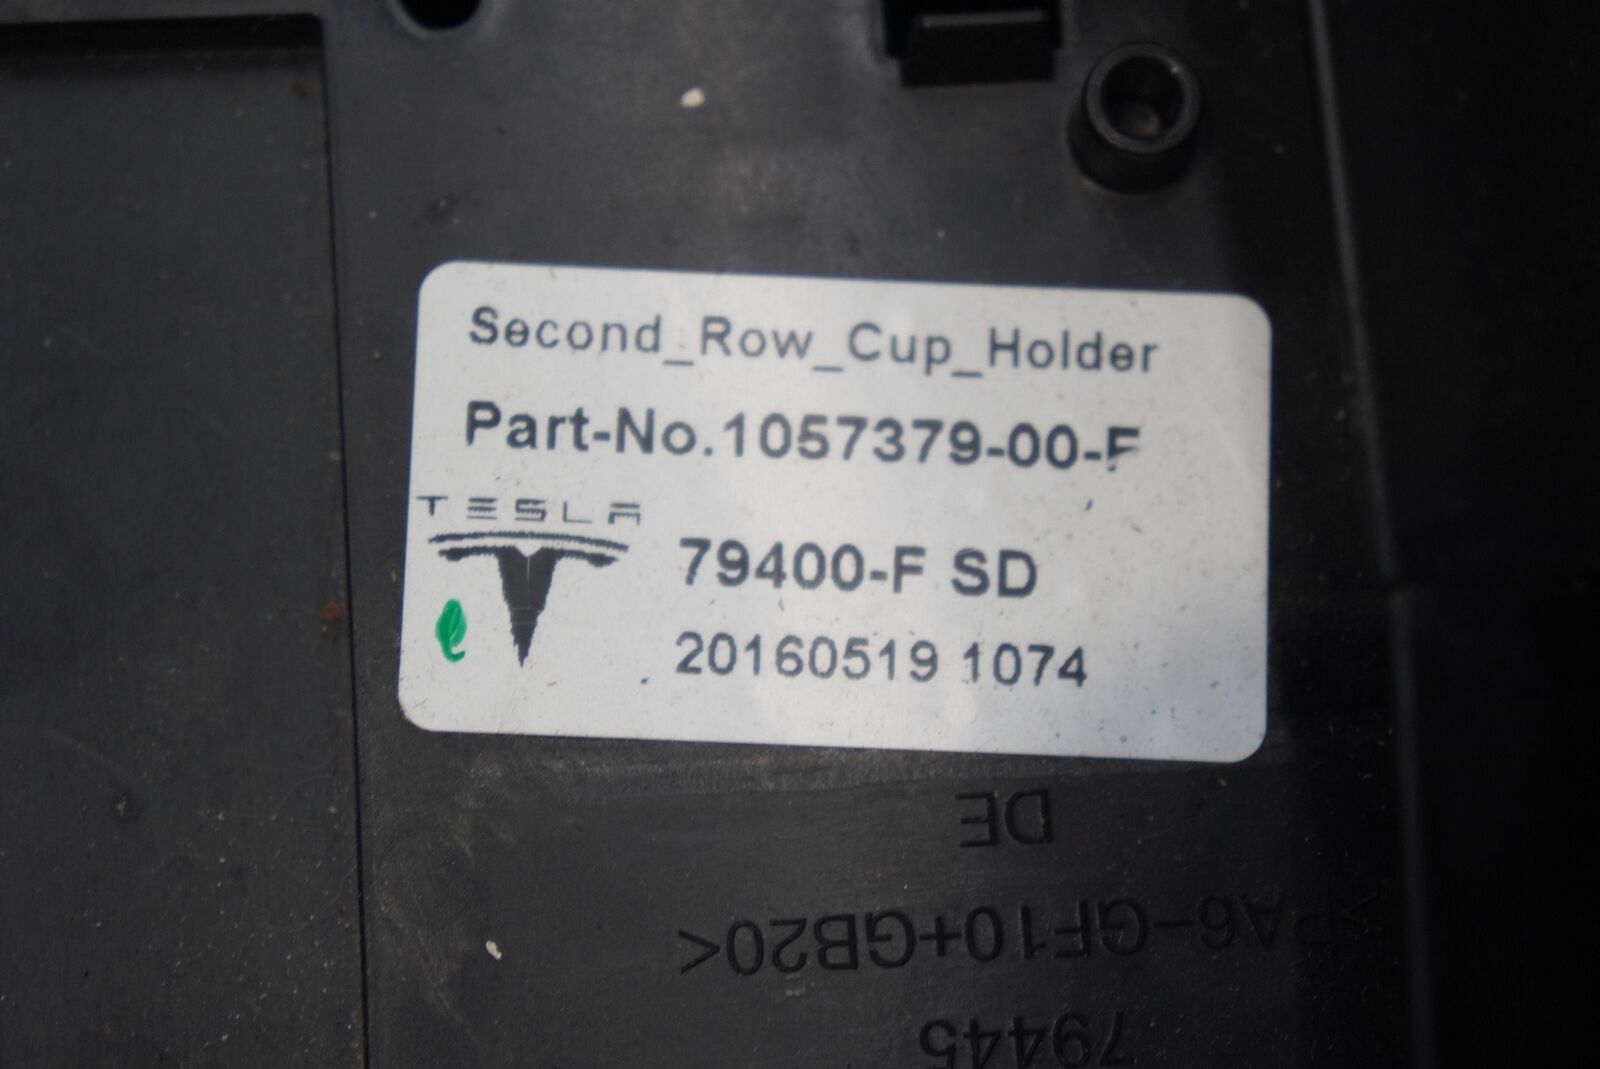 Second_Row_Cup_Holder
Part-No.1057379-00-F
TESLA
79400-F SD
20160519 1074
DE
>PA6-GF10+GB20<
79445